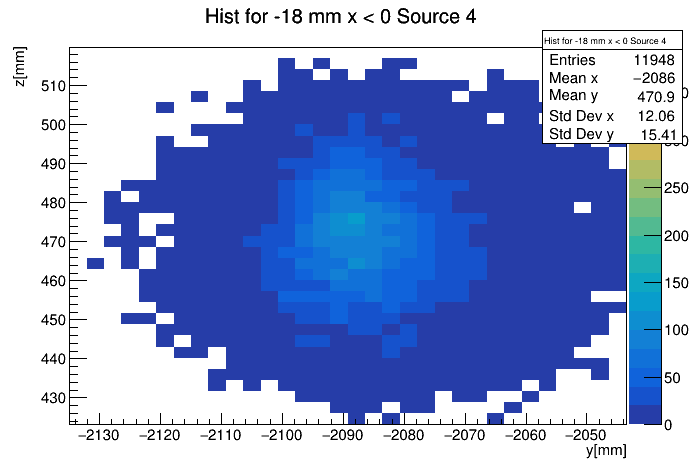 Hist for -18 mm x < 0 Source 4
z[mm]
Hist for -18 mm x < 0 Source 4
Entries 11948
Mean x −2086
Mean y 470.9
Std Dev x 12.06
Std Dev y 15.41
510
500
490
480
470
460
450
440
430
0
250
200
150
100
50
0
−2130 −2120 −2110 −2100 −2090 −2080 −2070 −2060 −2050
y[mm]